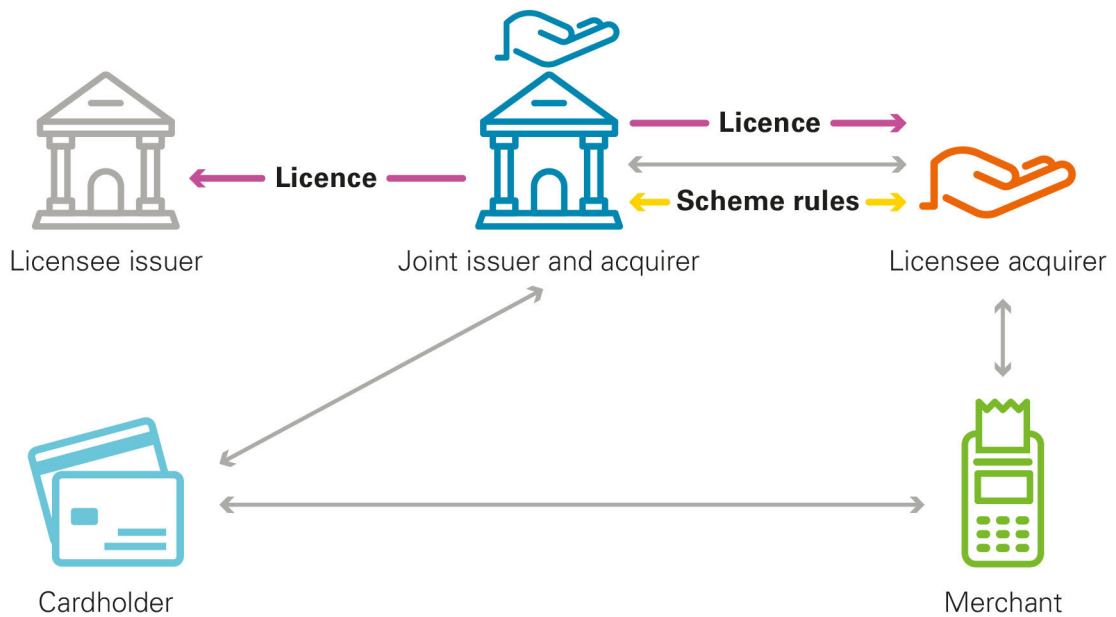 Licence
Licence
Scheme rules
Licensee issuer
Joint issuer and acquirer
Licensee acquirer
Cardholder
Merchant